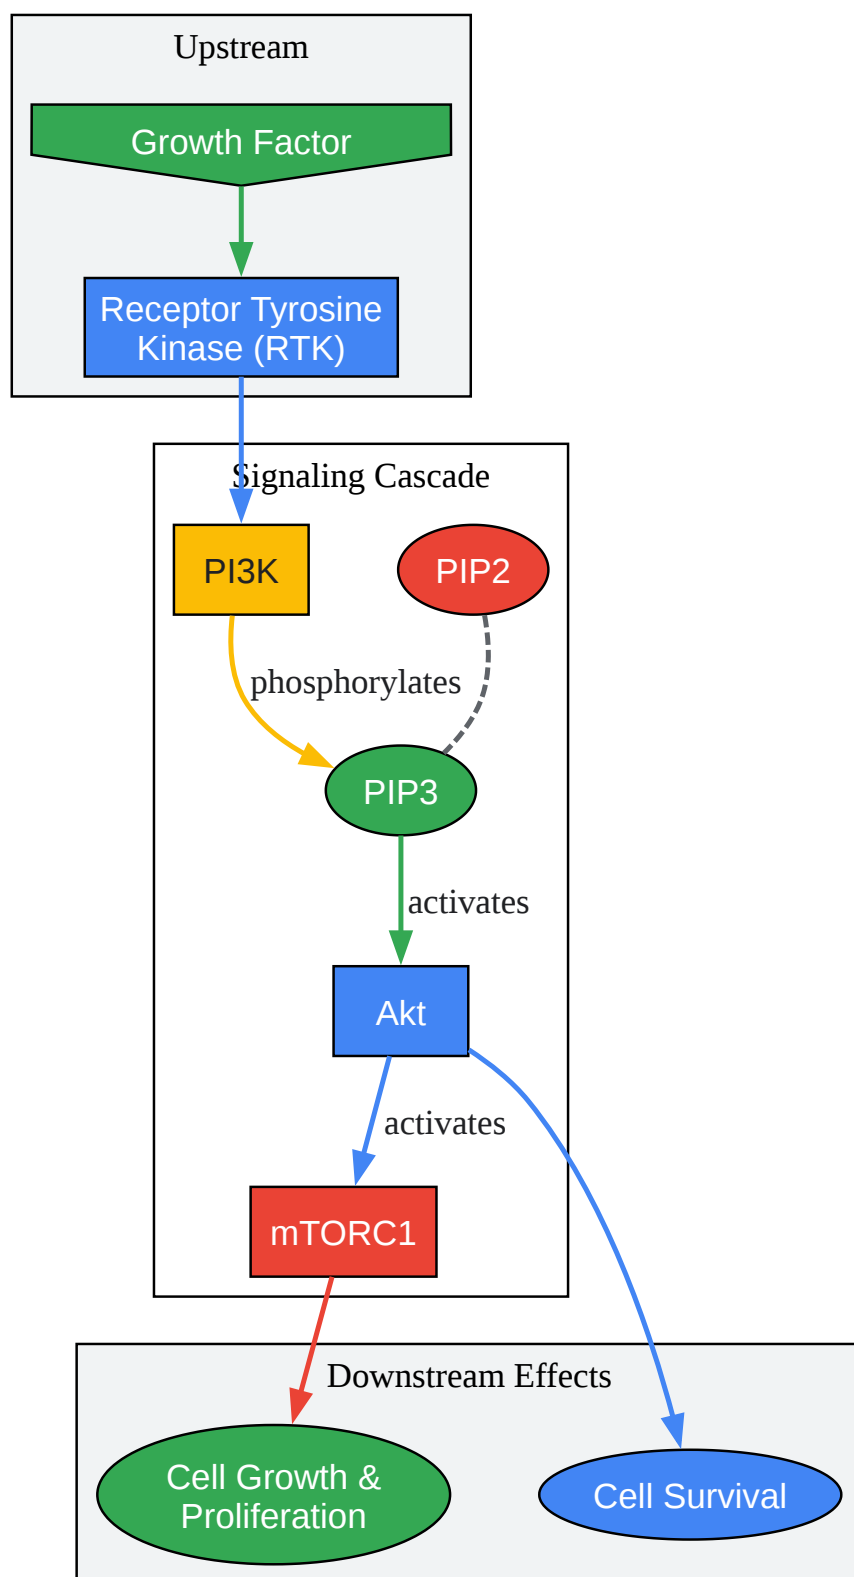 Upstream
Growth Factor
Receptor Tyrosine
Kinase (RTK)
Signaling Cascade
PI3K
PIP2
phosphorylates
PIP3
activates
Akt
activates
mTORC1
Downstream Effects
Cell Growth &
Proliferation
Cell Survival